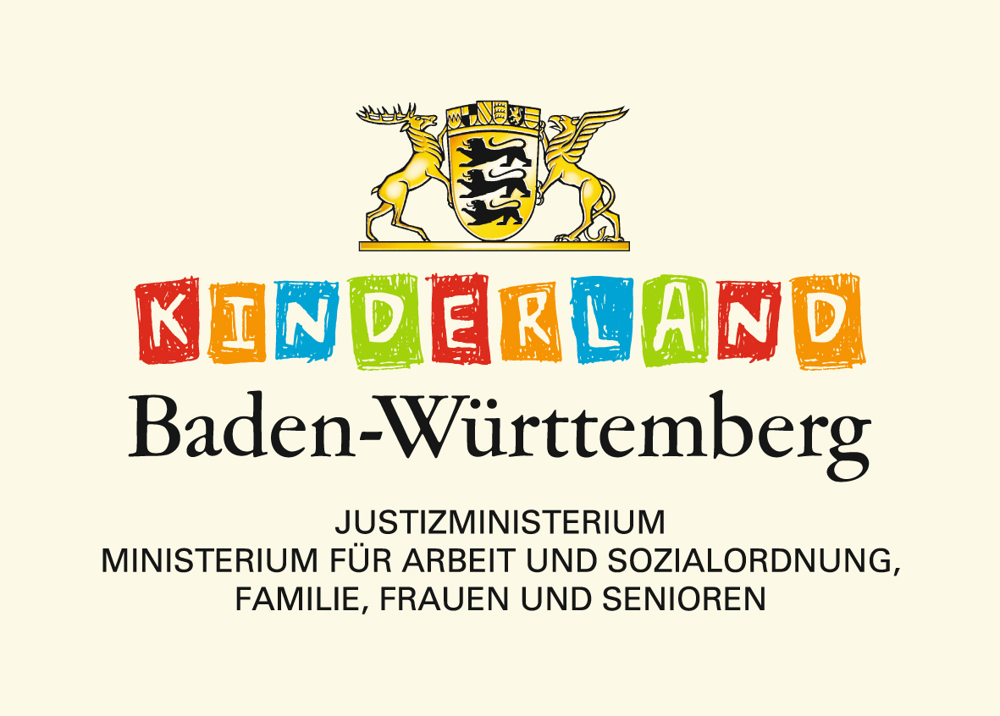 KINDERLAND
Baden-Württemberg
JUSTIZMINISTERIUM
MINISTERIUM FÜR ARBEIT UND SOZIALORDNUNG,
FAMILIE, FRAUEN UND SENIOREN